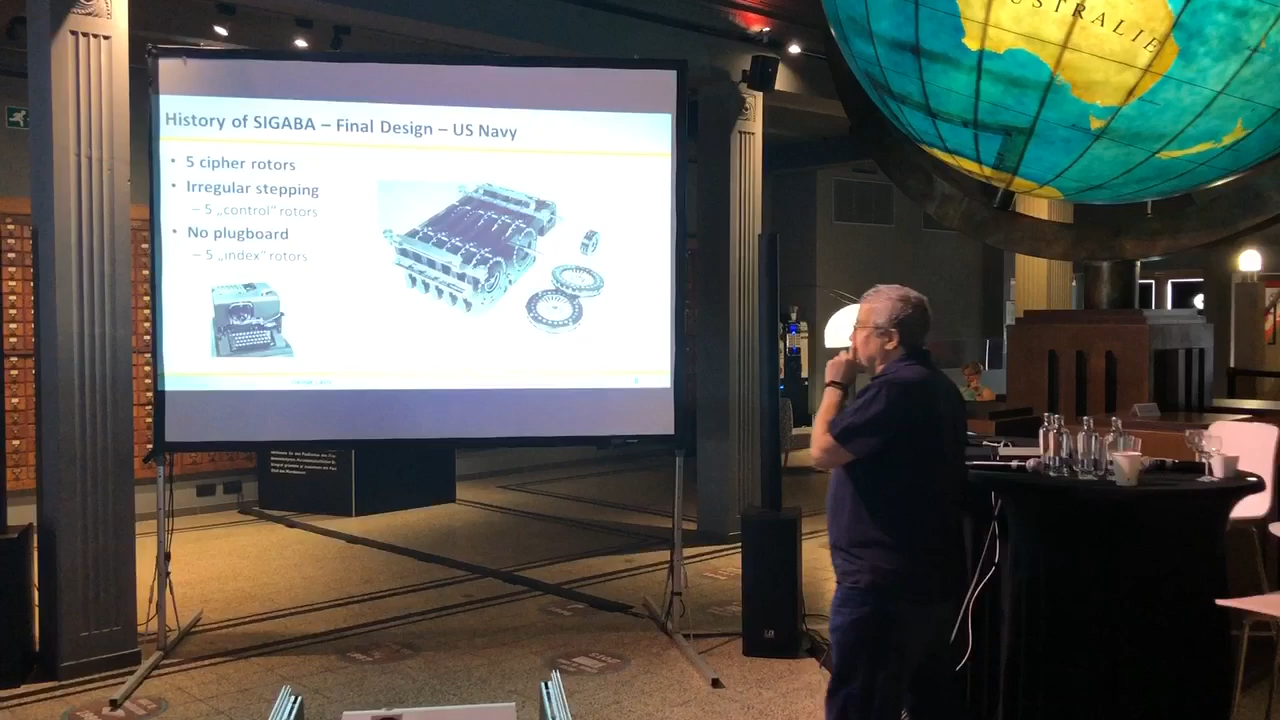 History of SIGABA – Final Design – US Navy
• 5 cipher rotors
• Irregular stepping
– 5 „control" rotors
• No plugboard
– 5 „index" rotors
AUSTRALIE